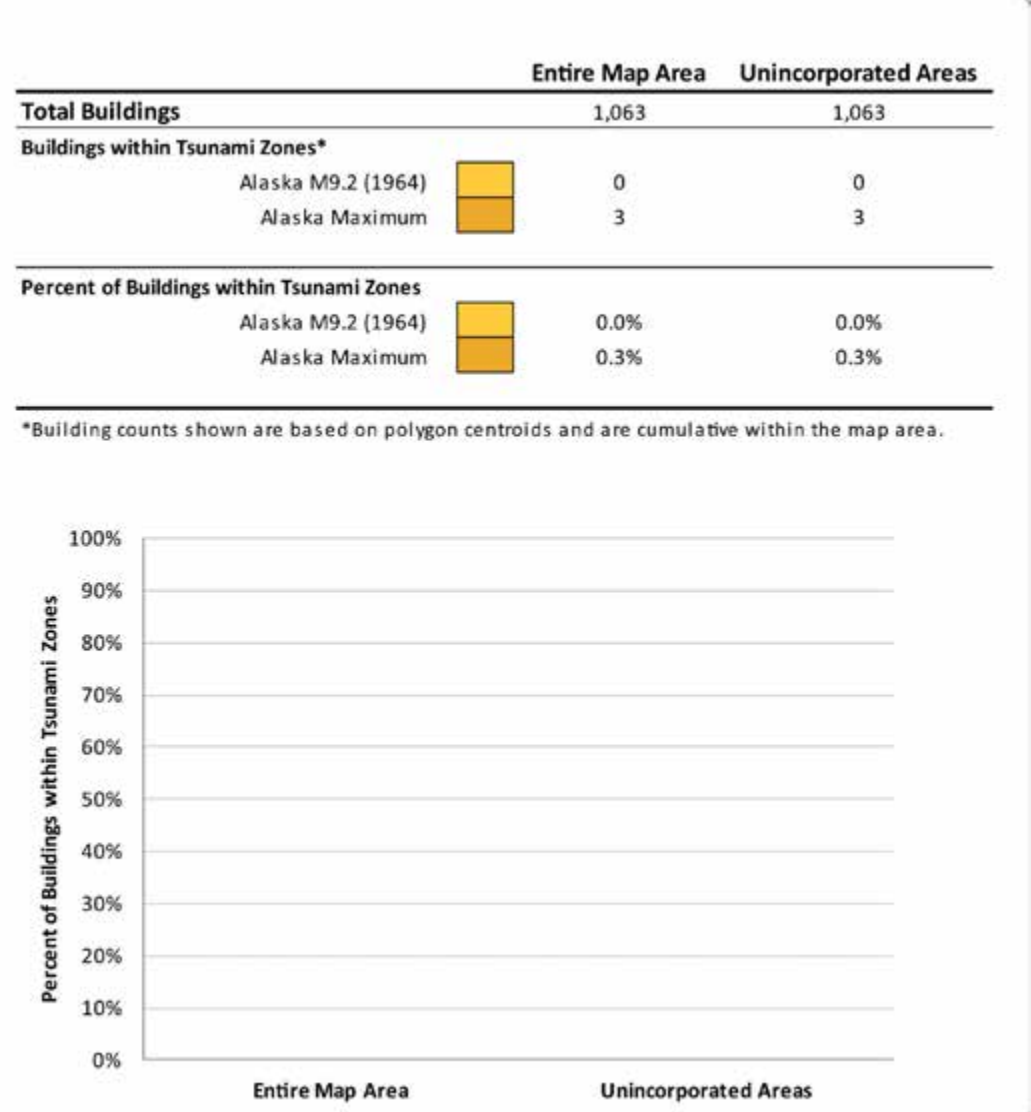 Entire Map Area Unincorporated Areas
Total Buildings 1,063 1,063
Buildings within Tsunami Zones*
Alaska M9.2 (1964) 0 0
Alaska Maximum 3 3
Percent of Buildings within Tsunami Zones
Alaska M9.2 (1964) 0.0% 0.0%
Alaska Maximum 0.3% 0.3%
*Building counts shown are based on polygon centroids and are cumulative within the map area.
Percent of Buildings within Tsunami Zones
100%
90%
80%
70%
60%
50%
40%
30%
20%
10%
0%
Entire Map Area Unincorporated Areas